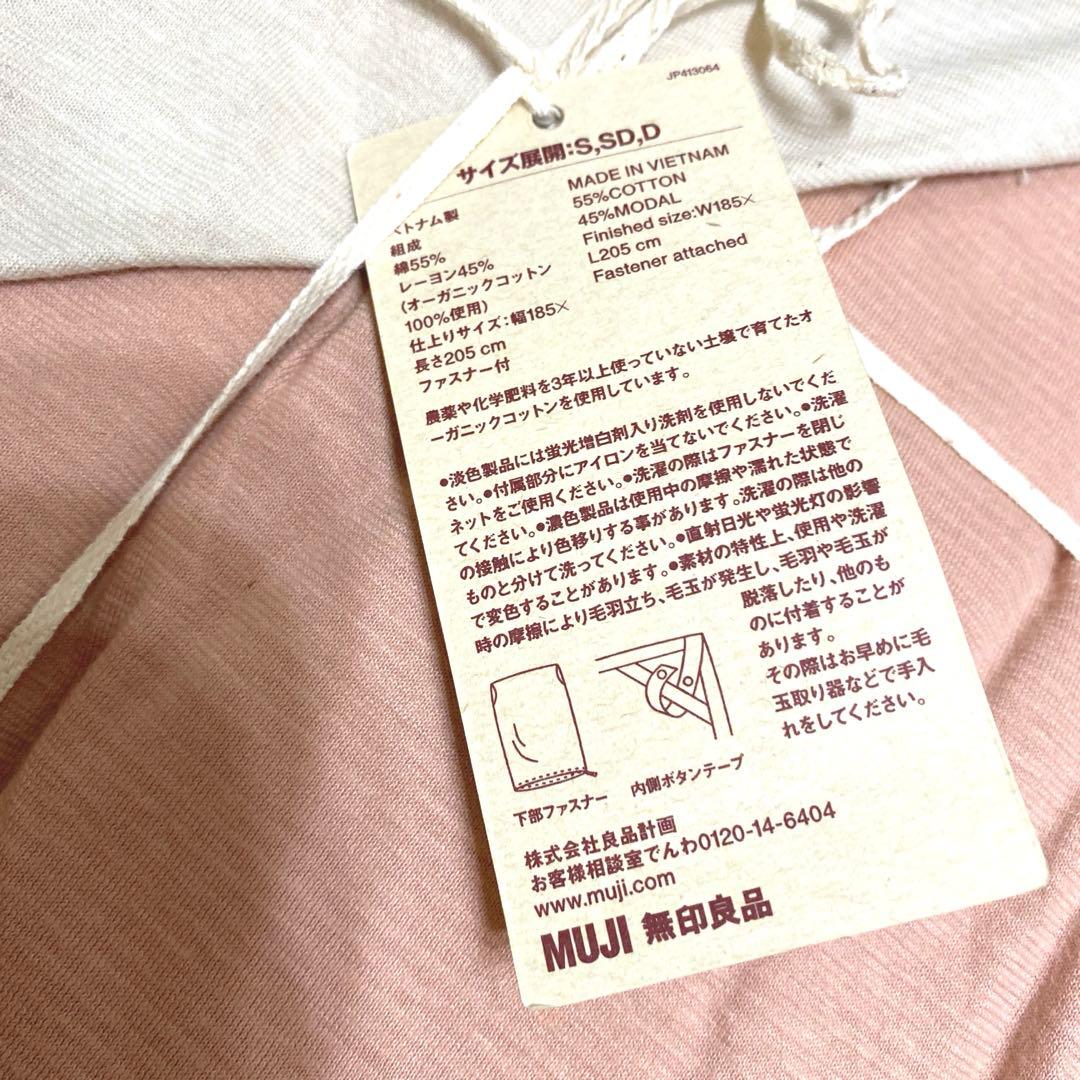 JP413064
サイズ展開:S,SD,D
トナム製
組成
綿55%
レーヨン45%
(オーガニックコットン
100%使用)
仕上りサイズ:幅185×
長さ205 cm
ファスナー付
MADE IN VIETNAM
55%COTTON
45%MODAL
Finished size:W185×
L205 cm
Fastener attached
農薬や化学肥料を3年以上使っていない土壌で育てたオ
ーガニックコットンを使用しています。
●淡色製品には蛍光増白剤入り洗剤を使用しないでくだ
さい。●付属部分にアイロンを当てないでください。●洗濯
ネットをご使用ください。●洗濯の際はファスナーを閉じ
てください。●濃色製品は使用中の摩擦や濡れた状態で
の接触により色移りする事があります。洗濯の際は他の
ものと分けて洗ってください。●直射日光や蛍光灯の影響
で変色することがあります。●素材の特性上、使用や洗濯
時の摩擦により毛羽立ち、毛玉が発生し、毛羽や毛玉が
脱落したり、他のも
のに付着することが
あります。
その際はお早めに毛
玉取り器などで手入
れをしてください。
下部ファスナー
内側ボタンテープ
株式会社良品計画
お客様相談室でんわ0120-14-6404
www.muji.com
MUJI 無印良品